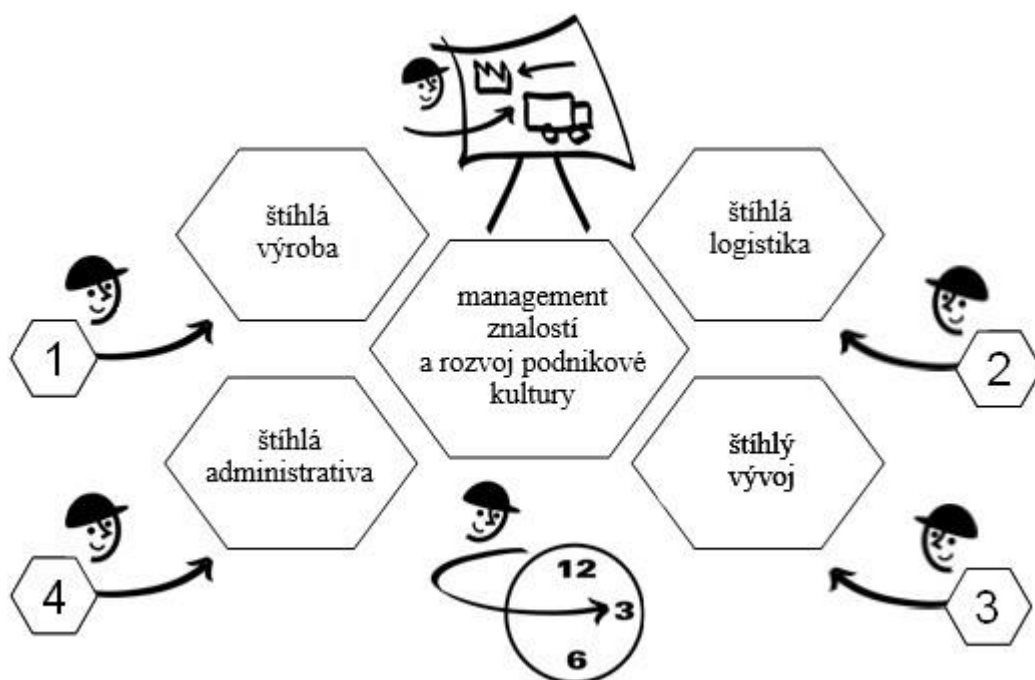 štíhlá
výroba
štíhlá
logistika
management
znalostí
a rozvoj podnikové
kultury
1
2
štíhlá
administrativa
štíhlý
vývoj
4
3
12
3
6